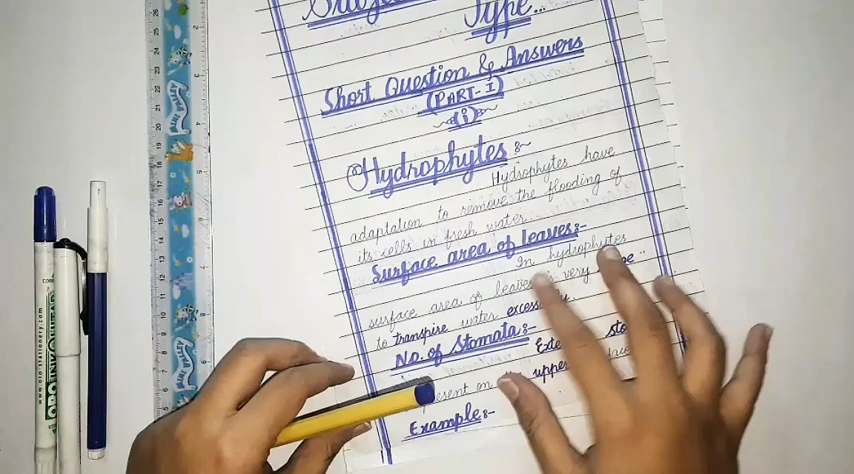 Type...
Short Question & Answers
(PART-I)
(i)
Hydrophytes:~
Hydrophytes have
adaptation to remove the flooding of
its cells in fresh water
Surface area of leaves:-
In hydrophytes
surface area of leaves is very
to transpire water excessively.
No. of Stomata:-
present on upper
Example:-